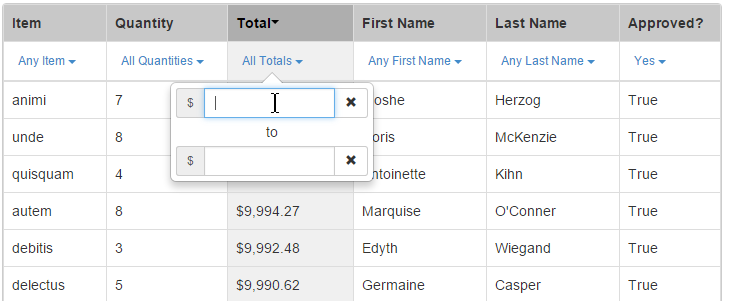 Item Quantity Total First Name Last Name Approved?
Any Item All Quantities All Totals Any First Name Any Last Name Yes
animi 7 $ oshe Herzog True
to
unde 8 oris McKenzie True
quisquam 4 $ ntoinette Kihn True
autem 8 $9,994.27 Marquise O'Conner True
debitis 3 $9,992.48 Edyth Wiegand True
delectus 5 $9,990.62 Germaine Casper True